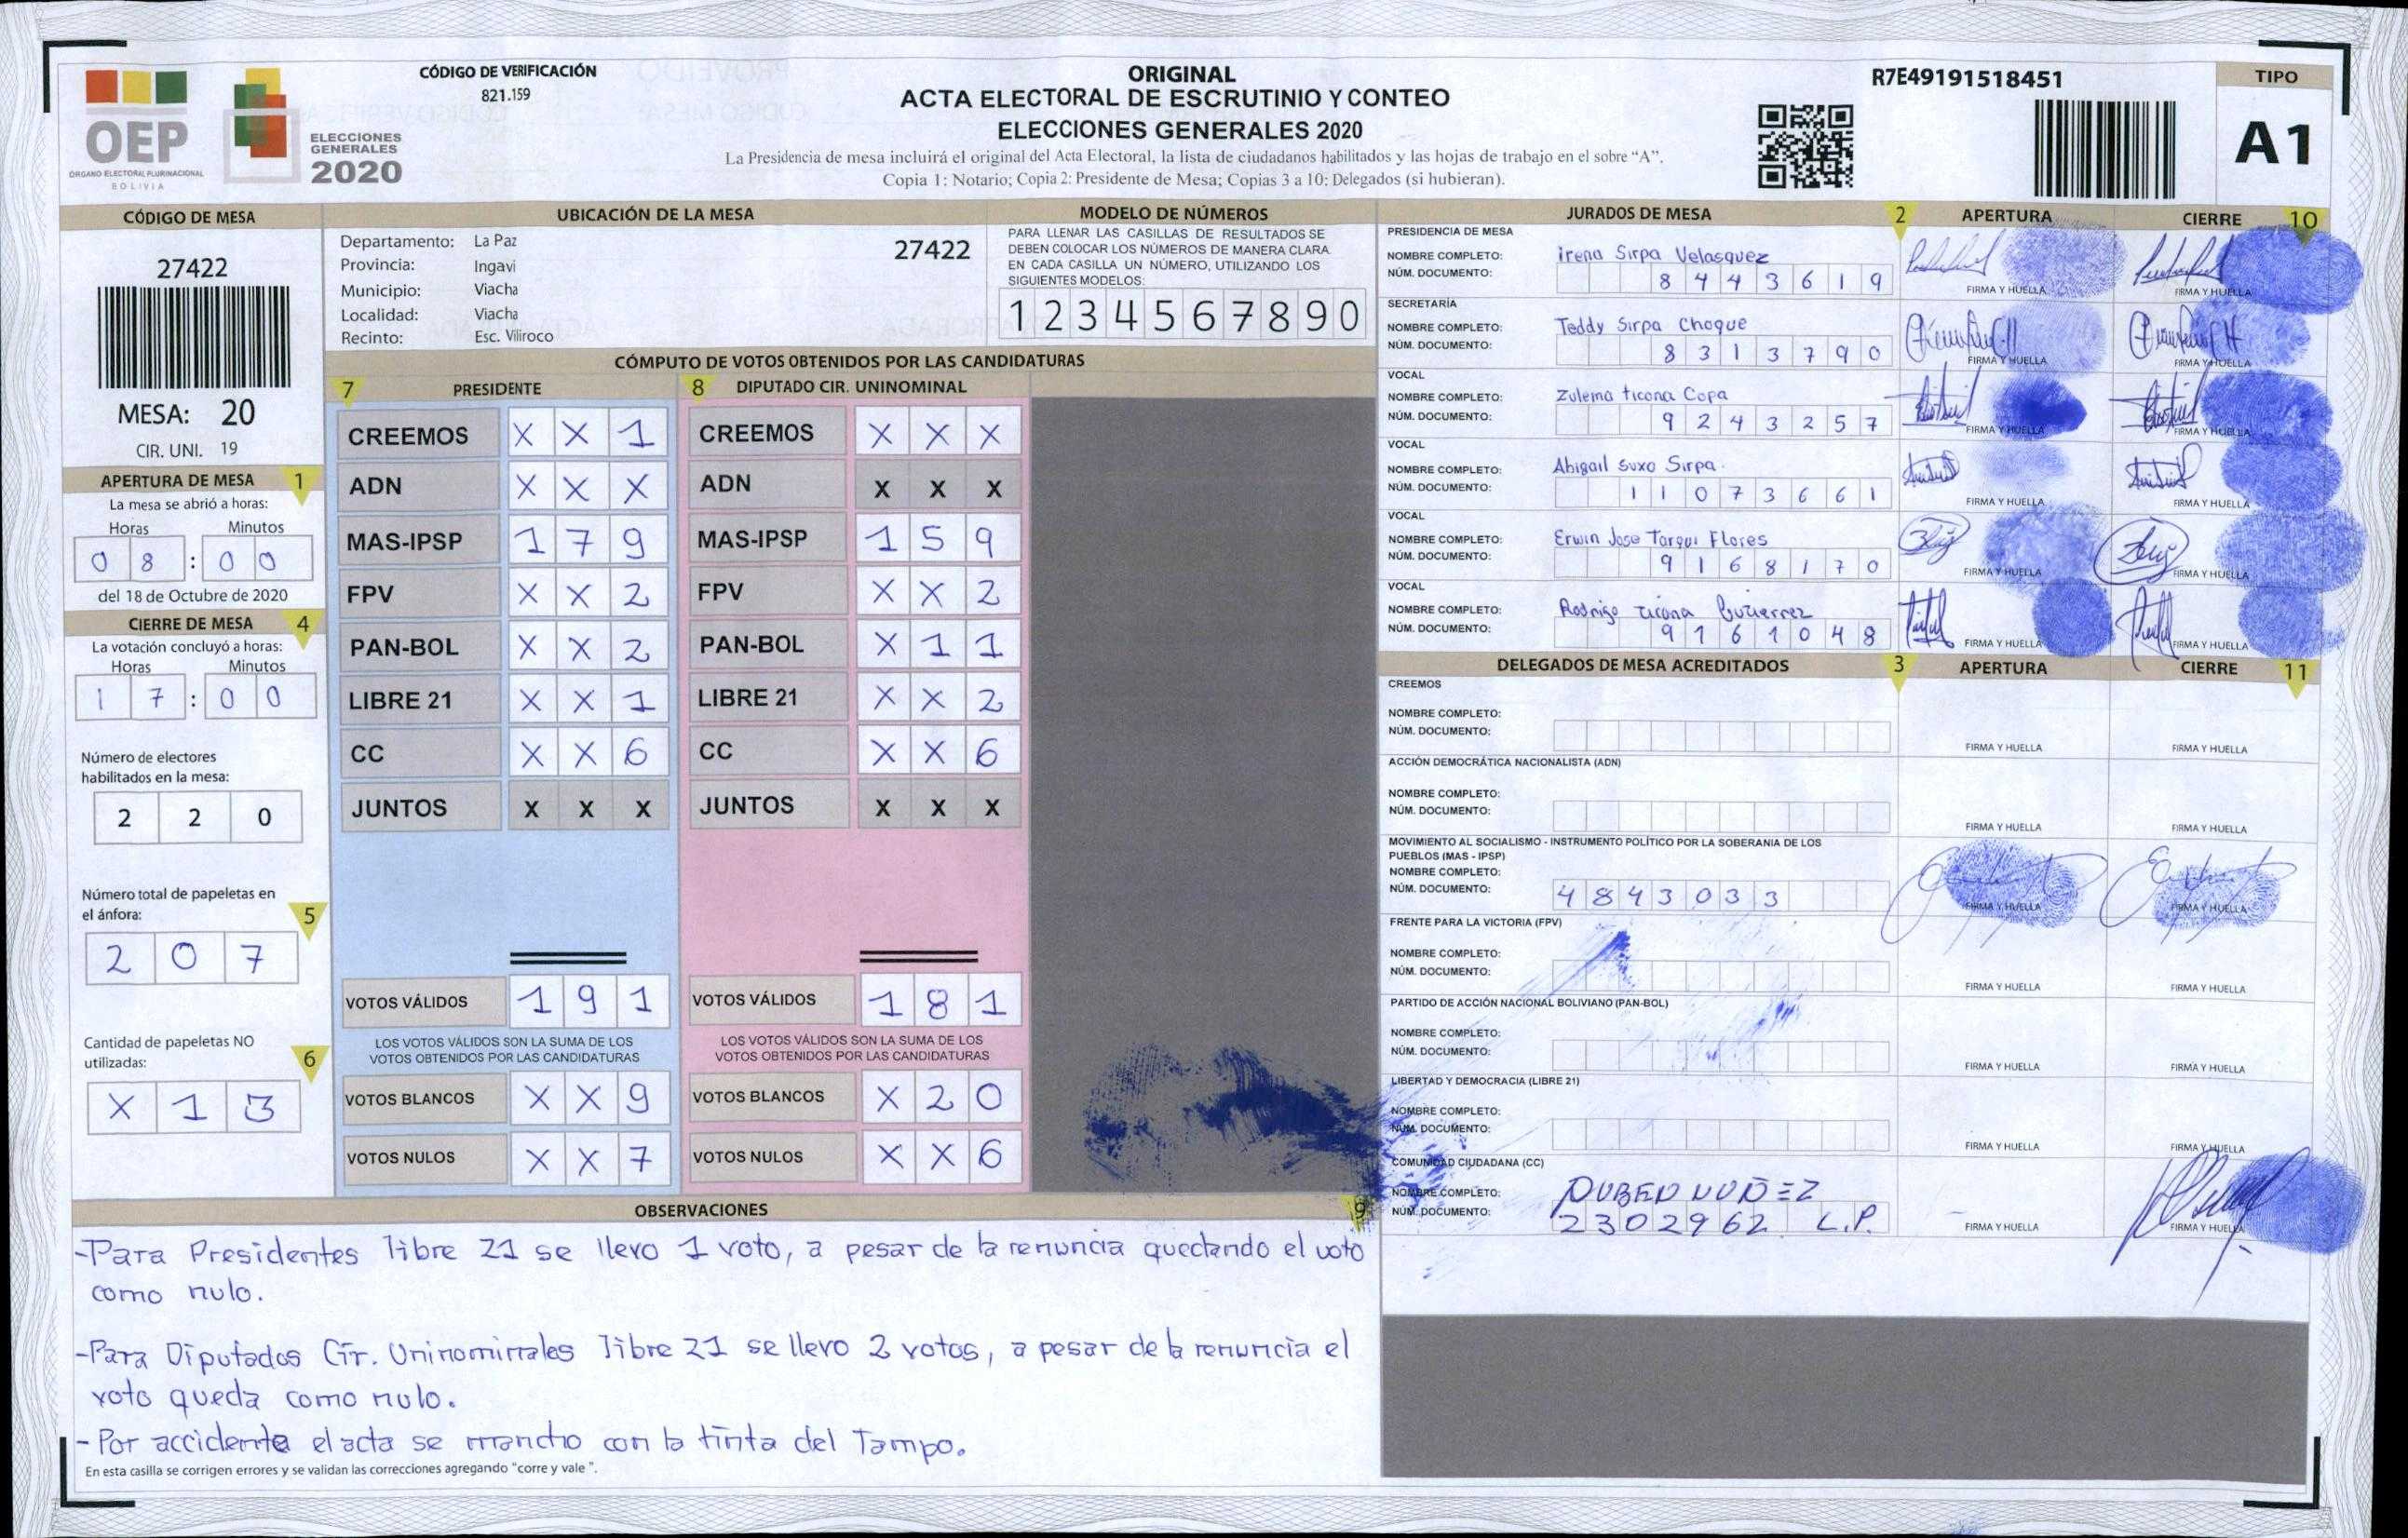 CÓDIGO DE VERIFICACIÓN
821.159
OEP
ÓRGANO ELECTORAL PLURINACIONAL
BOLIVIA
ELECCIONES
GENERALES
2020
ORIGINAL
ACTA ELECTORAL DE ESCRUTINIO Y CONTEO
ELECCIONES GENERALES 2020
La Presidencia de mesa incluirá el original del Acta Electoral, la lista de ciudadanos habilitados y las hojas de trabajo en el sobre “A”.
Copia 1: Notario; Copia 2: Presidente de Mesa; Copias 3 a 10: Delegados (si hubieran).
R7E49191518451
TIPO
A1
CÓDIGO DE MESA
27422
MESA: 20
CIR. UNI. 19
APERTURA DE MESA 1
La mesa se abrió a horas:
Horas Minutos
0 8 : 0 0
del 18 de Octubre de 2020
CIERRE DE MESA 4
La votación concluyó a horas:
Horas Minutos
1 7 : 0 0
Número de electores
habilitados en la mesa:
2 2 0
Número total de papeletas en
el ánfora: 5
2 0 7
Cantidad de papeletas NO
utilizadas: 6
X 1 3
UBICACIÓN DE LA MESA
Departamento: La Paz 27422
Provincia: Ingavi
Municipio: Viacha
Localidad: Viacha
Recinto: Esc. Viliroco
MODELO DE NÚMEROS
PARA LLENAR LAS CASILLAS DE RESULTADOS SE
DEBEN COLOCAR LOS NÚMEROS DE MANERA CLARA.
EN CADA CASILLA UN NÚMERO, UTILIZANDO LOS
SIGUIENTES MODELOS:
1 2 3 4 5 6 7 8 9 0
CÓMPUTO DE VOTOS OBTENIDOS POR LAS CANDIDATURAS
7 PRESIDENTE
CREEMOS X X 1
ADN X X X
MAS-IPSP 1 7 9
FPV X X 2
PAN-BOL X X 2
LIBRE 21 X X 1
CC X X 6
JUNTOS X X X
VOTOS VÁLIDOS 1 9 1
LOS VOTOS VÁLIDOS SON LA SUMA DE LOS
VOTOS OBTENIDOS POR LAS CANDIDATURAS
VOTOS BLANCOS X X 9
VOTOS NULOS X X 7
8 DIPUTADO CIR. UNINOMINAL
CREEMOS X X X
ADN X X X
MAS-IPSP 1 5 9
FPV X X 2
PAN-BOL X 1 1
LIBRE 21 X X 2
CC X X 6
JUNTOS X X X
VOTOS VÁLIDOS 1 8 1
LOS VOTOS VÁLIDOS SON LA SUMA DE LOS
VOTOS OBTENIDOS POR LAS CANDIDATURAS
VOTOS BLANCOS X 2 0
VOTOS NULOS X X 6
OBSERVACIONES 9
-Para Presidentes libre 21 se llevo 1 voto, a pesar de la renuncia quedando el voto
como nulo.
-Para Diputados Cir. Uninominales libre 21 se llevo 2 votos, a pesar de la renuncia el
voto queda como nulo.
-Por accidente el acta se mancho con la tinta del Tampo.
En esta casilla se corrigen errores y se validan las correcciones agregando "corre y vale ".
JURADOS DE MESA 2 APERTURA CIERRE 10
PRESIDENCIA DE MESA
NOMBRE COMPLETO: irena Sirpa Velasquez
NÚM. DOCUMENTO: 8 4 4 3 6 1 9
FIRMA Y HUELLA FIRMA Y HUELLA
SECRETARÍA
NOMBRE COMPLETO: Teddy Sirpa Choque
NÚM. DOCUMENTO: 8 3 1 3 7 9 0
FIRMA Y HUELLA FIRMA Y HUELLA
VOCAL
NOMBRE COMPLETO: Zulema ticona Copa
NÚM. DOCUMENTO: 9 2 4 3 2 5 7
FIRMA Y HUELLA FIRMA Y HUELLA
VOCAL
NOMBRE COMPLETO: Abigail Suxo Sirpa.
NÚM. DOCUMENTO: 1 1 0 7 3 6 6 1
FIRMA Y HUELLA FIRMA Y HUELLA
VOCAL
NOMBRE COMPLETO: Erwin Jose Tarqui Flores
NÚM. DOCUMENTO: 9 1 6 8 1 7 0
FIRMA Y HUELLA FIRMA Y HUELLA
VOCAL
NOMBRE COMPLETO: Rodrigo ticona Gutierrez
NÚM. DOCUMENTO: 9 1 6 1 0 4 8
FIRMA Y HUELLA FIRMA Y HUELLA
DELEGADOS DE MESA ACREDITADOS 3 APERTURA CIERRE 11
CREEMOS
NOMBRE COMPLETO:
NÚM. DOCUMENTO:
FIRMA Y HUELLA FIRMA Y HUELLA
ACCIÓN DEMOCRÁTICA NACIONALISTA (ADN)
NOMBRE COMPLETO:
NÚM. DOCUMENTO:
FIRMA Y HUELLA FIRMA Y HUELLA
MOVIMIENTO AL SOCIALISMO - INSTRUMENTO POLÍTICO POR LA SOBERANIA DE LOS
PUEBLOS (MAS - IPSP)
NOMBRE COMPLETO:
NÚM. DOCUMENTO: 4 8 4 3 0 3 3
FIRMA Y HUELLA FIRMA Y HUELLA
FRENTE PARA LA VICTORIA (FPV)
NOMBRE COMPLETO:
NÚM. DOCUMENTO:
FIRMA Y HUELLA FIRMA Y HUELLA
PARTIDO DE ACCIÓN NACIONAL BOLIVIANO (PAN-BOL)
NOMBRE COMPLETO:
NÚM. DOCUMENTO:
FIRMA Y HUELLA FIRMA Y HUELLA
LIBERTAD Y DEMOCRACIA (LIBRE 21)
NOMBRE COMPLETO:
NÚM. DOCUMENTO:
FIRMA Y HUELLA FIRMA Y HUELLA
COMUNIDAD CIUDADANA (CC)
NOMBRE COMPLETO: RUBEN NUÑEZ
NÚM. DOCUMENTO: 2 3 0 2 9 6 2 L.P.
FIRMA Y HUELLA FIRMA Y HUELLA